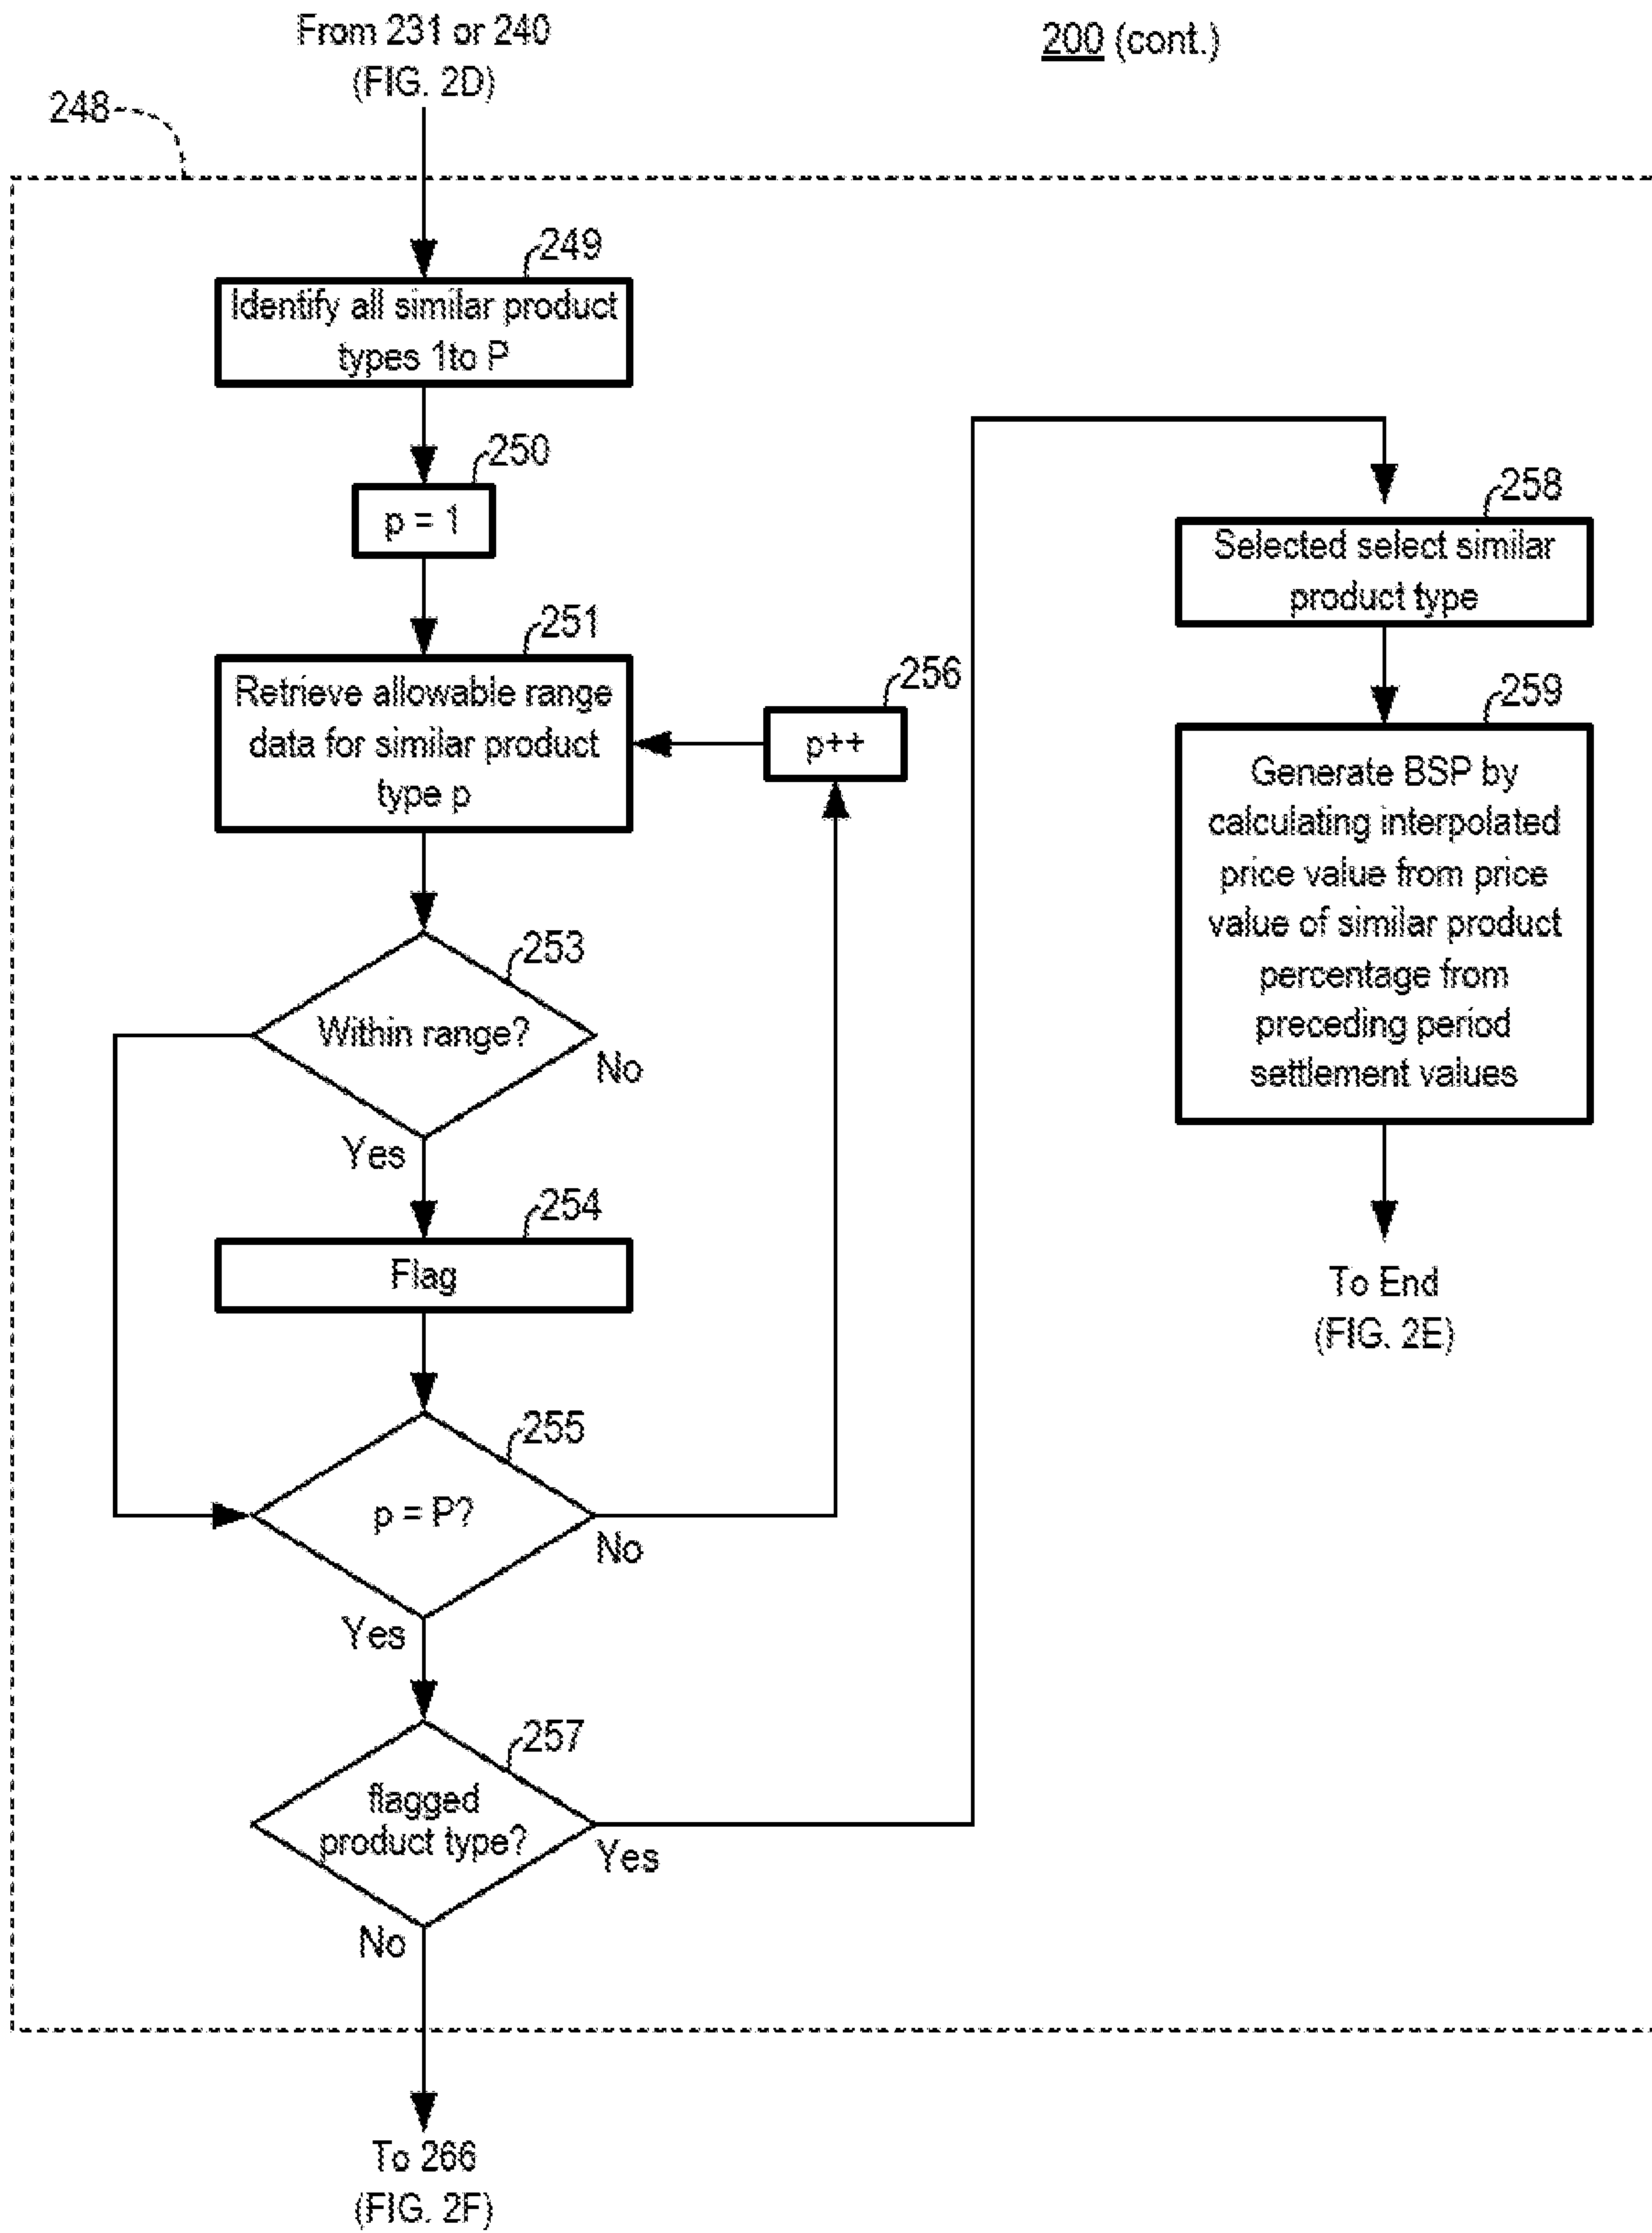 From 231 or 240
(FIG. 2D)
200 (cont.)
248
249
Identify all similar product
types 1to P
250
p = 1
251
Retrieve allowable range
data for similar product
type p
256
p++
253
Within range?
No
Yes
254
Flag
255
p = P?
No
Yes
257
flagged
product type?
Yes
No
To 266
(FIG. 2F)
258
Selected select similar
product type
259
Generate BSP by
calculating interpolated
price value from price
value of similar product
percentage from
preceding period
settlement values
To End
(FIG. 2E)